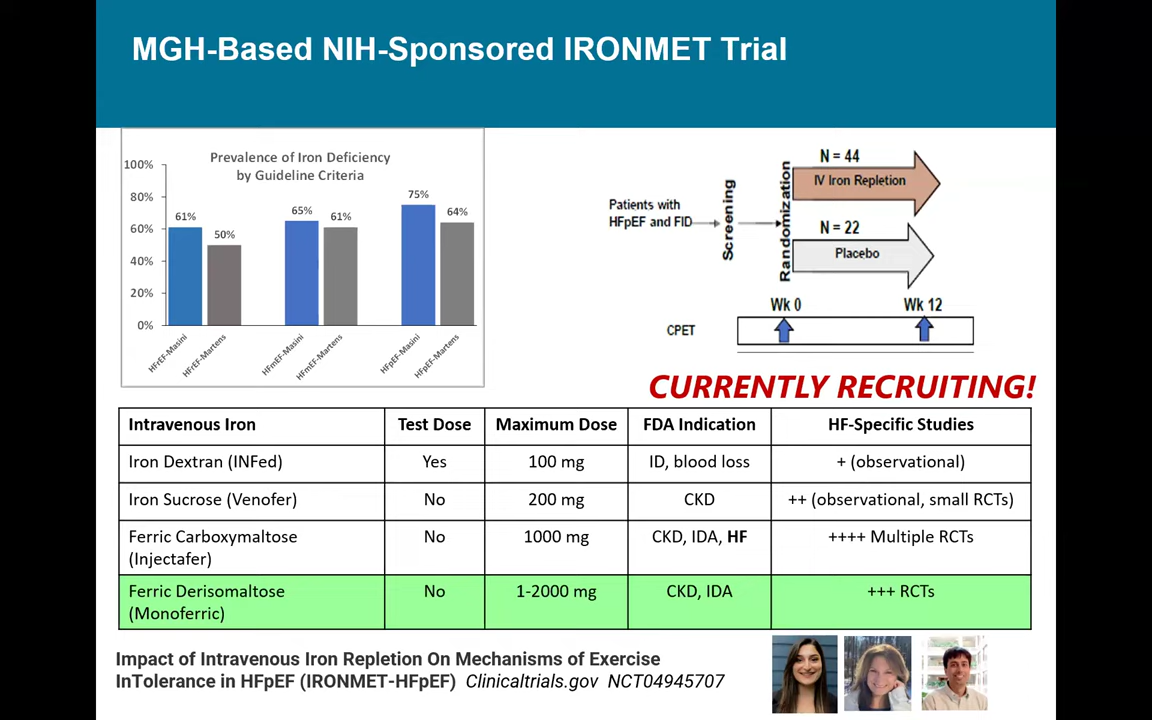 MGH-Based NIH-Sponsored IRONMET Trial
Prevalence of Iron Deficiency
by Guideline Criteria
100%
80%
60%
40%
20%
0%
61%
50%
65%
61%
75%
64%
HFrEF-Masini
HFrEF-Martens
HFmEF-Masini
HFmEF-Martens
HFpEF-Masini
HFpEF-Martens
Patients with
HFpEF and FID
Screening
Randomization
N = 44
IV Iron Repletion
N = 22
Placebo
Wk 0
Wk 12
CPET
CURRENTLY RECRUITING!
Intravenous Iron Test Dose Maximum Dose FDA Indication HF-Specific Studies
Iron Dextran (INFed) Yes 100 mg ID, blood loss + (observational)
Iron Sucrose (Venofer) No 200 mg CKD ++ (observational, small RCTs)
Ferric Carboxymaltose No 1000 mg CKD, IDA, HF ++++ Multiple RCTs
(Injectafer)
Ferric Derisomaltose No 1-2000 mg CKD, IDA +++ RCTs
(Monoferric)
Impact of Intravenous Iron Repletion On Mechanisms of Exercise
InTolerance in HFpEF (IRONMET-HFpEF) Clinicaltrials.gov NCT04945707